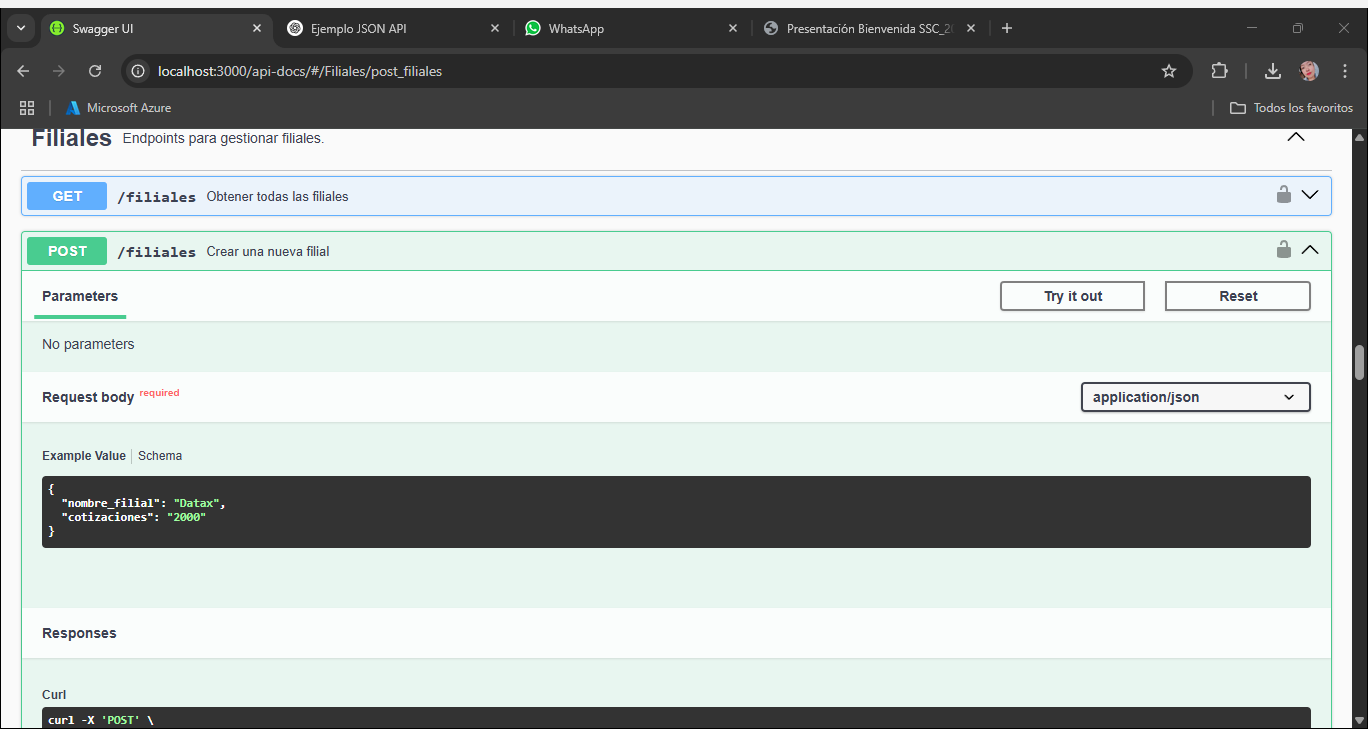 Swagger UI
Ejemplo JSON API
WhatsApp
Presentación Bienvenida SSC_20
localhost:3000/api-docs/#/Filiales/post_filiales
Microsoft Azure
Todos los favoritos
Filiales Endpoints para gestionar filiales.
GET /filiales Obtener todas las filiales
POST /filiales Crear una nueva filial
Parameters
Try it out
Reset
No parameters
Request body required
application/json
Example Value Schema
{
"nombre_filial": "Datax",
"cotizaciones": "2000"
}
Responses
Curl
curl -X 'POST' \